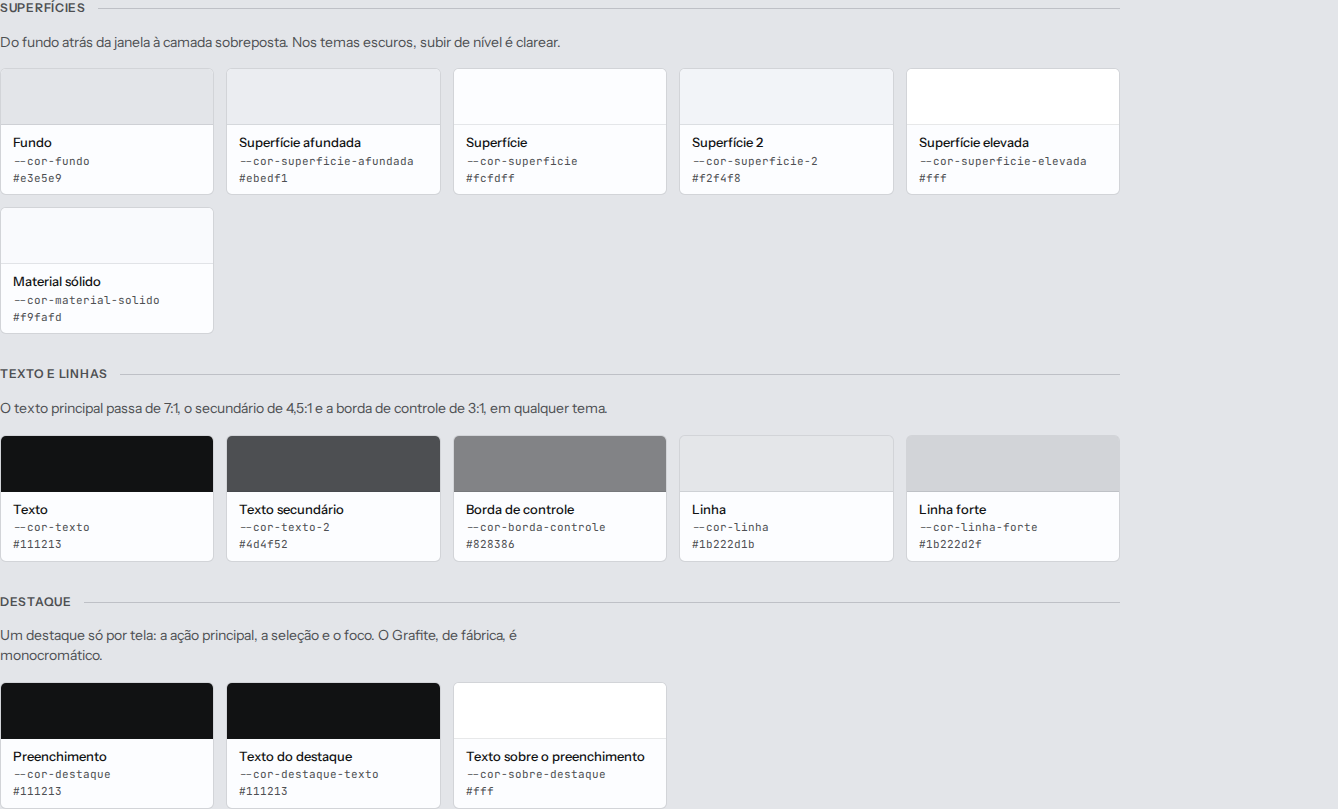 SUPERFÍCIES
Do fundo atrás da janela à camada sobreposta. Nos temas escuros, subir de nível é clarear.
Fundo
--cor-fundo
#e3e5e9
Superfície afundada
--cor-superficie-afundada
#ebedf1
Superfície
--cor-superficie
#fcfdff
Superfície 2
--cor-superficie-2
#f2f4f8
Superfície elevada
--cor-superficie-elevada
#fff
Material sólido
--cor-material-solido
#f9fafd
TEXTO E LINHAS
O texto principal passa de 7:1, o secundário de 4,5:1 e a borda de controle de 3:1, em qualquer tema.
Texto
--cor-texto
#111213
Texto secundário
--cor-texto-2
#4d4f52
Borda de controle
--cor-borda-controle
#828386
Linha
--cor-linha
#1b222d1b
Linha forte
--cor-linha-forte
#1b222d2f
DESTAQUE
Um destaque só por tela: a ação principal, a seleção e o foco. O Grafite, de fábrica, é
monocromático.
Preenchimento
--cor-destaque
#111213
Texto do destaque
--cor-destaque-texto
#111213
Texto sobre o preenchimento
--cor-sobre-destaque
#fff